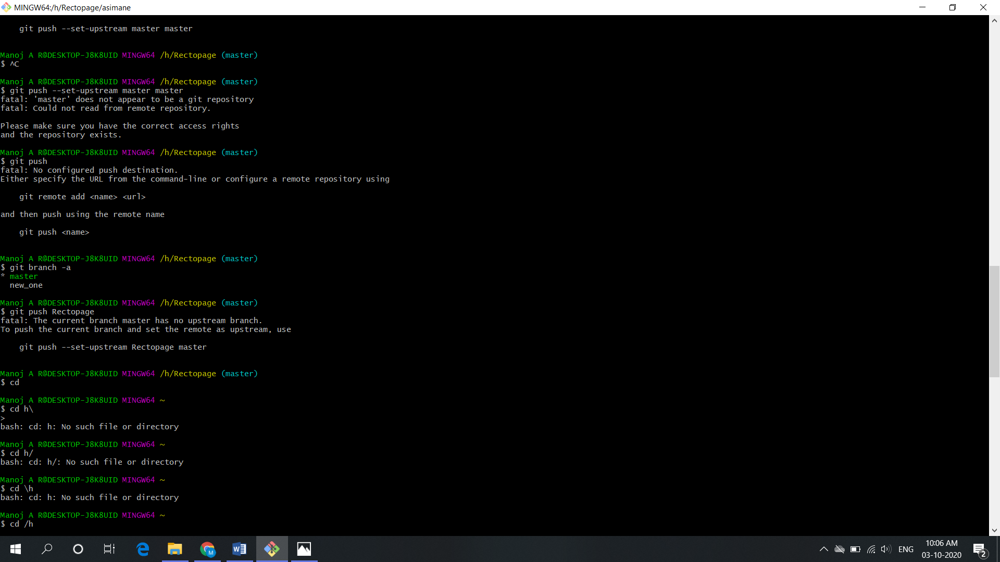 MINGW64:/h/Rectopage/asimane
git push --set-upstream master master
Manoj A R@DESKTOP-J8K8UID MINGW64 /h/Rectopage (master)
$ ^C
Manoj A R@DESKTOP-J8K8UID MINGW64 /h/Rectopage (master)
$ git push --set-upstream master master
fatal: 'master' does not appear to be a git repository
fatal: Could not read from remote repository.
Please make sure you have the correct access rights
and the repository exists.
Manoj A R@DESKTOP-J8K8UID MINGW64 /h/Rectopage (master)
$ git push
fatal: No configured push destination.
Either specify the URL from the command-line or configure a remote repository using
git remote add <name> <url>
and then push using the remote name
git push <name>
Manoj A R@DESKTOP-J8K8UID MINGW64 /h/Rectopage (master)
$ git branch -a
* master
new_one
Manoj A R@DESKTOP-J8K8UID MINGW64 /h/Rectopage (master)
$ git push Rectopage
fatal: The current branch master has no upstream branch.
To push the current branch and set the remote as upstream, use
git push --set-upstream Rectopage master
Manoj A R@DESKTOP-J8K8UID MINGW64 /h/Rectopage (master)
$ cd
Manoj A R@DESKTOP-J8K8UID MINGW64 ~
$ cd h\
>
bash: cd: h: No such file or directory
Manoj A R@DESKTOP-J8K8UID MINGW64 ~
$ cd h/
bash: cd: h/: No such file or directory
Manoj A R@DESKTOP-J8K8UID MINGW64 ~
$ cd \h
bash: cd: h: No such file or directory
Manoj A R@DESKTOP-J8K8UID MINGW64 ~
$ cd /h
W
M
ENG
10:06 AM
03-10-2020
2